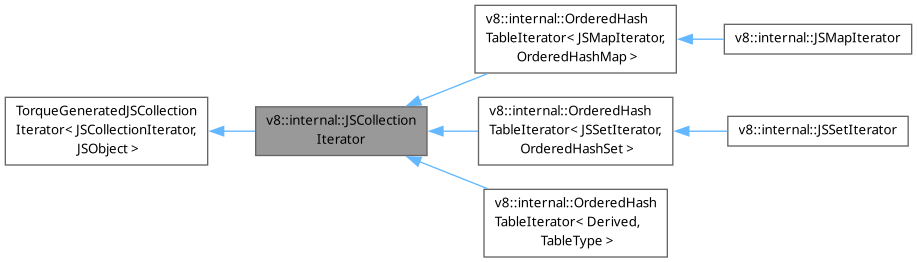 TorqueGeneratedJSCollection
Iterator< JSCollectionIterator,
JSObject >
v8::internal::JSCollection
Iterator
v8::internal::OrderedHash
TableIterator< JSMapIterator,
OrderedHashMap >
v8::internal::JSMapIterator
v8::internal::OrderedHash
TableIterator< JSSetIterator,
OrderedHashSet >
v8::internal::JSSetIterator
v8::internal::OrderedHash
TableIterator< Derived,
TableType >